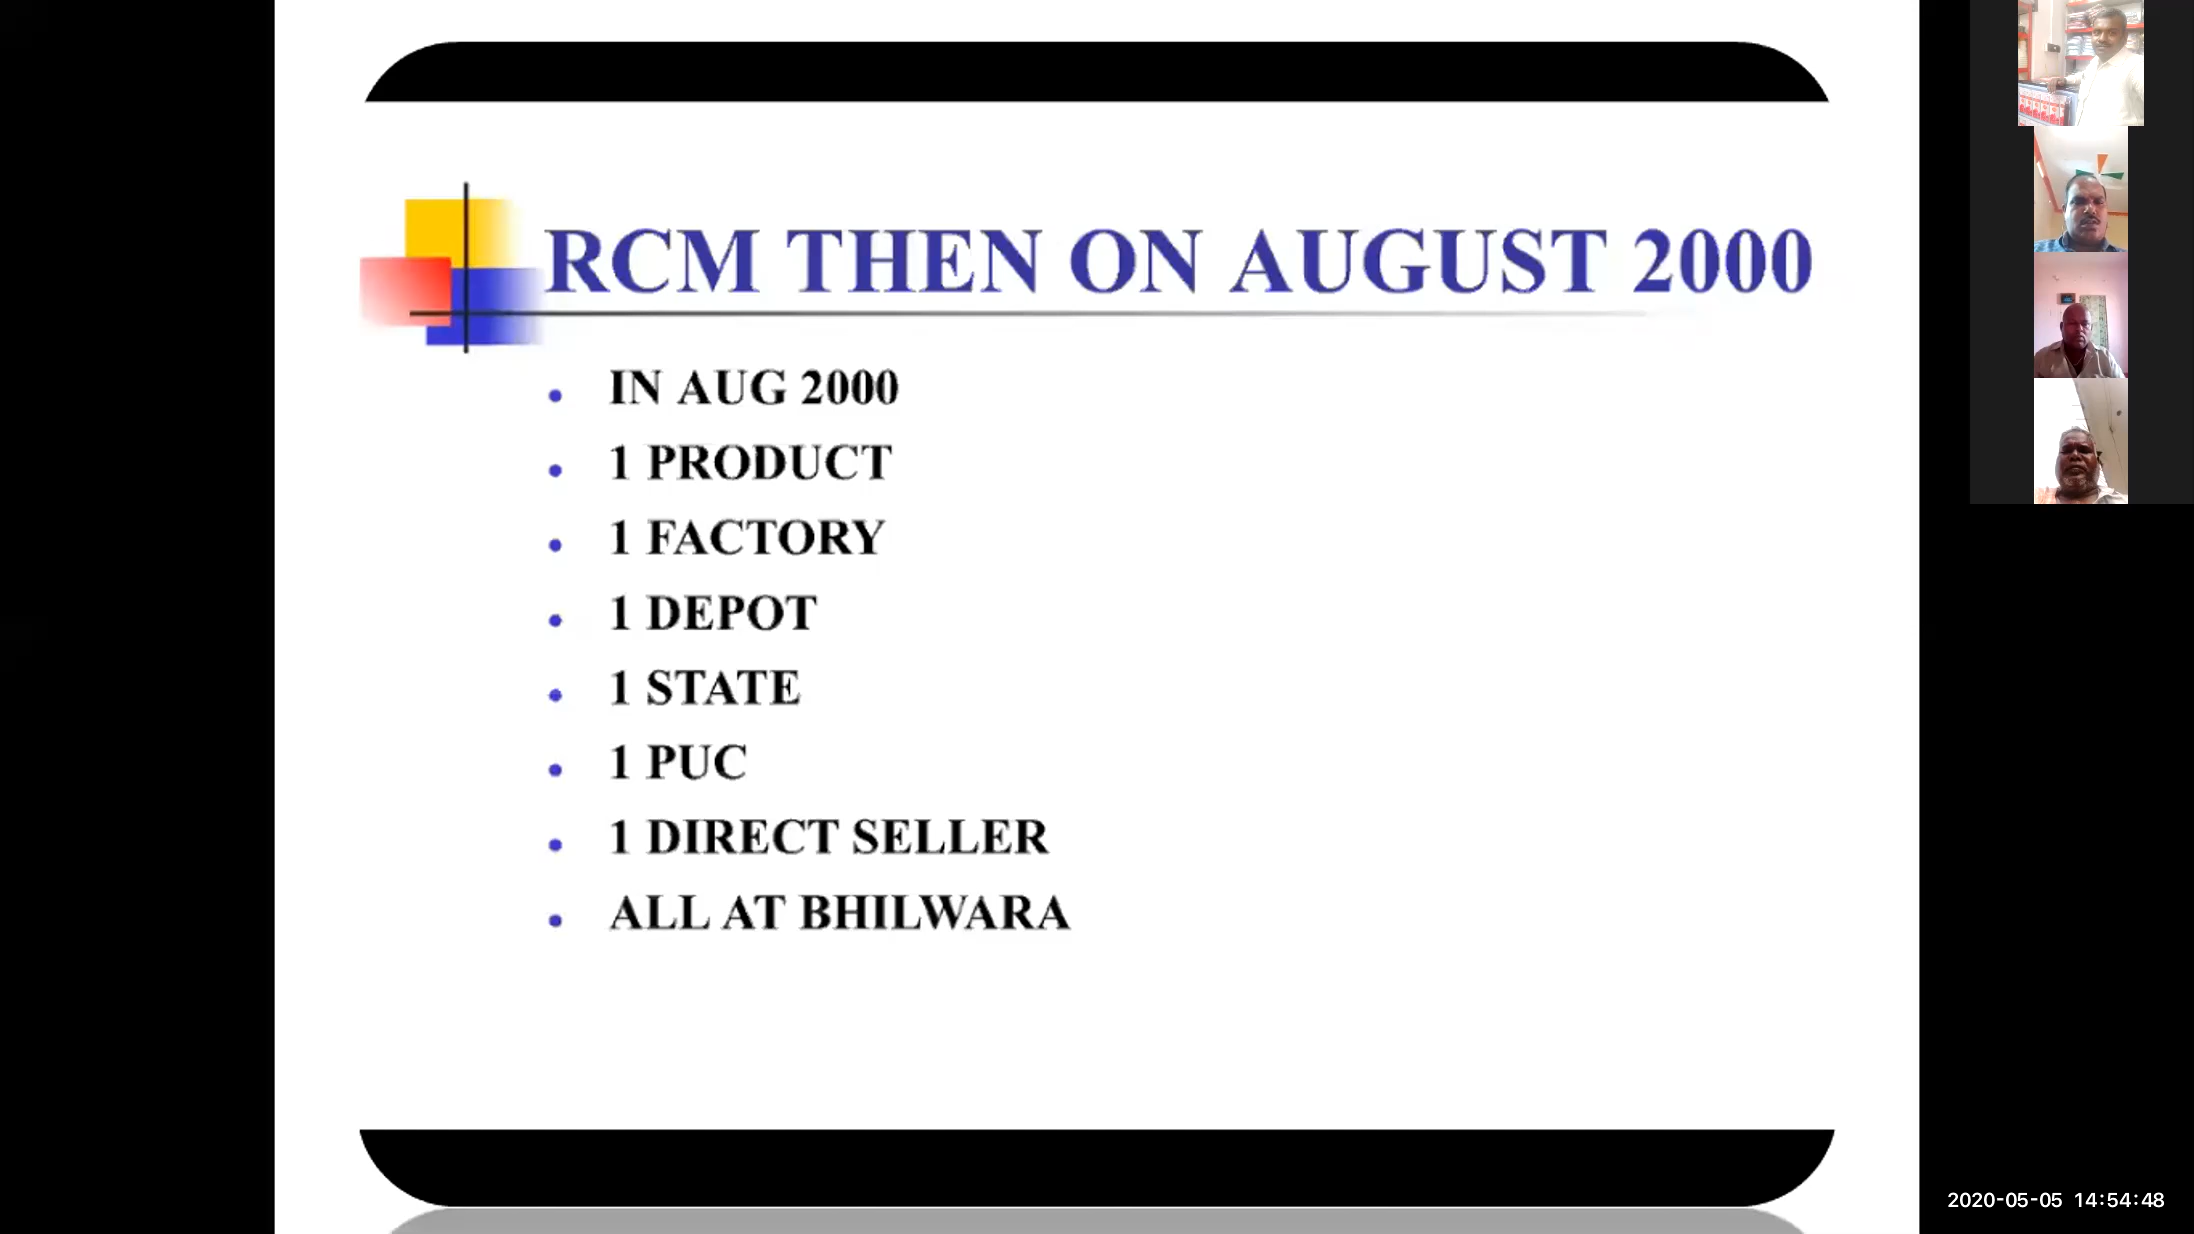 RCM THEN ON AUGUST 2000
IN AUG 2000
1 PRODUCT
1 FACTORY
1 DEPOT
1 STATE
1 PUC
1 DIRECT SELLER
ALL AT BHILWARA
2020-05-05 14:54:48